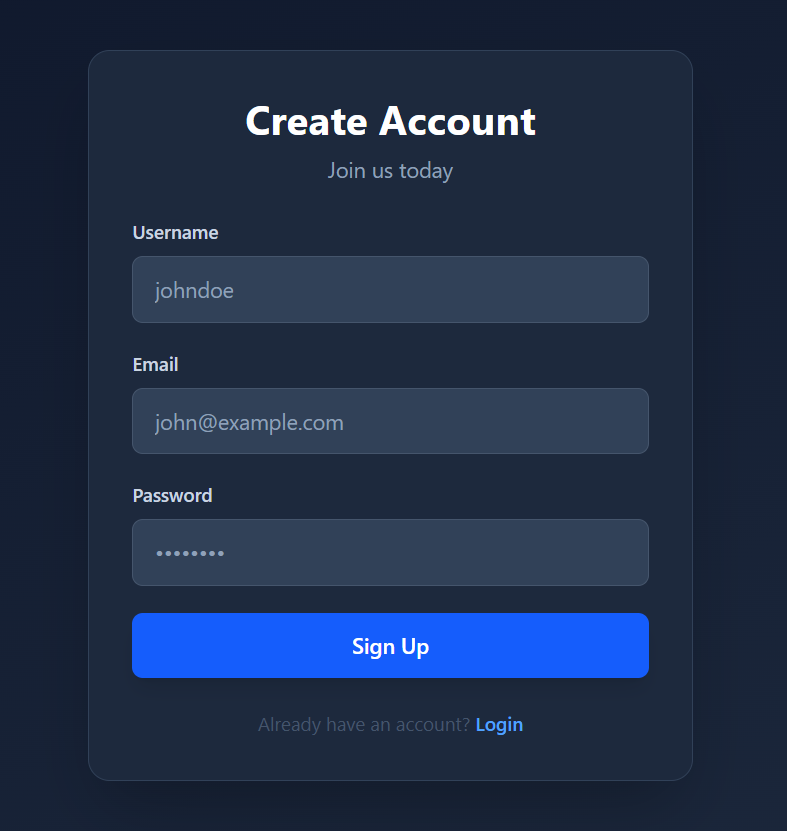 Create Account
Join us today
Username
johndoe
Email
john@example.com
Password
••••••••
Sign Up
Already have an account? Login